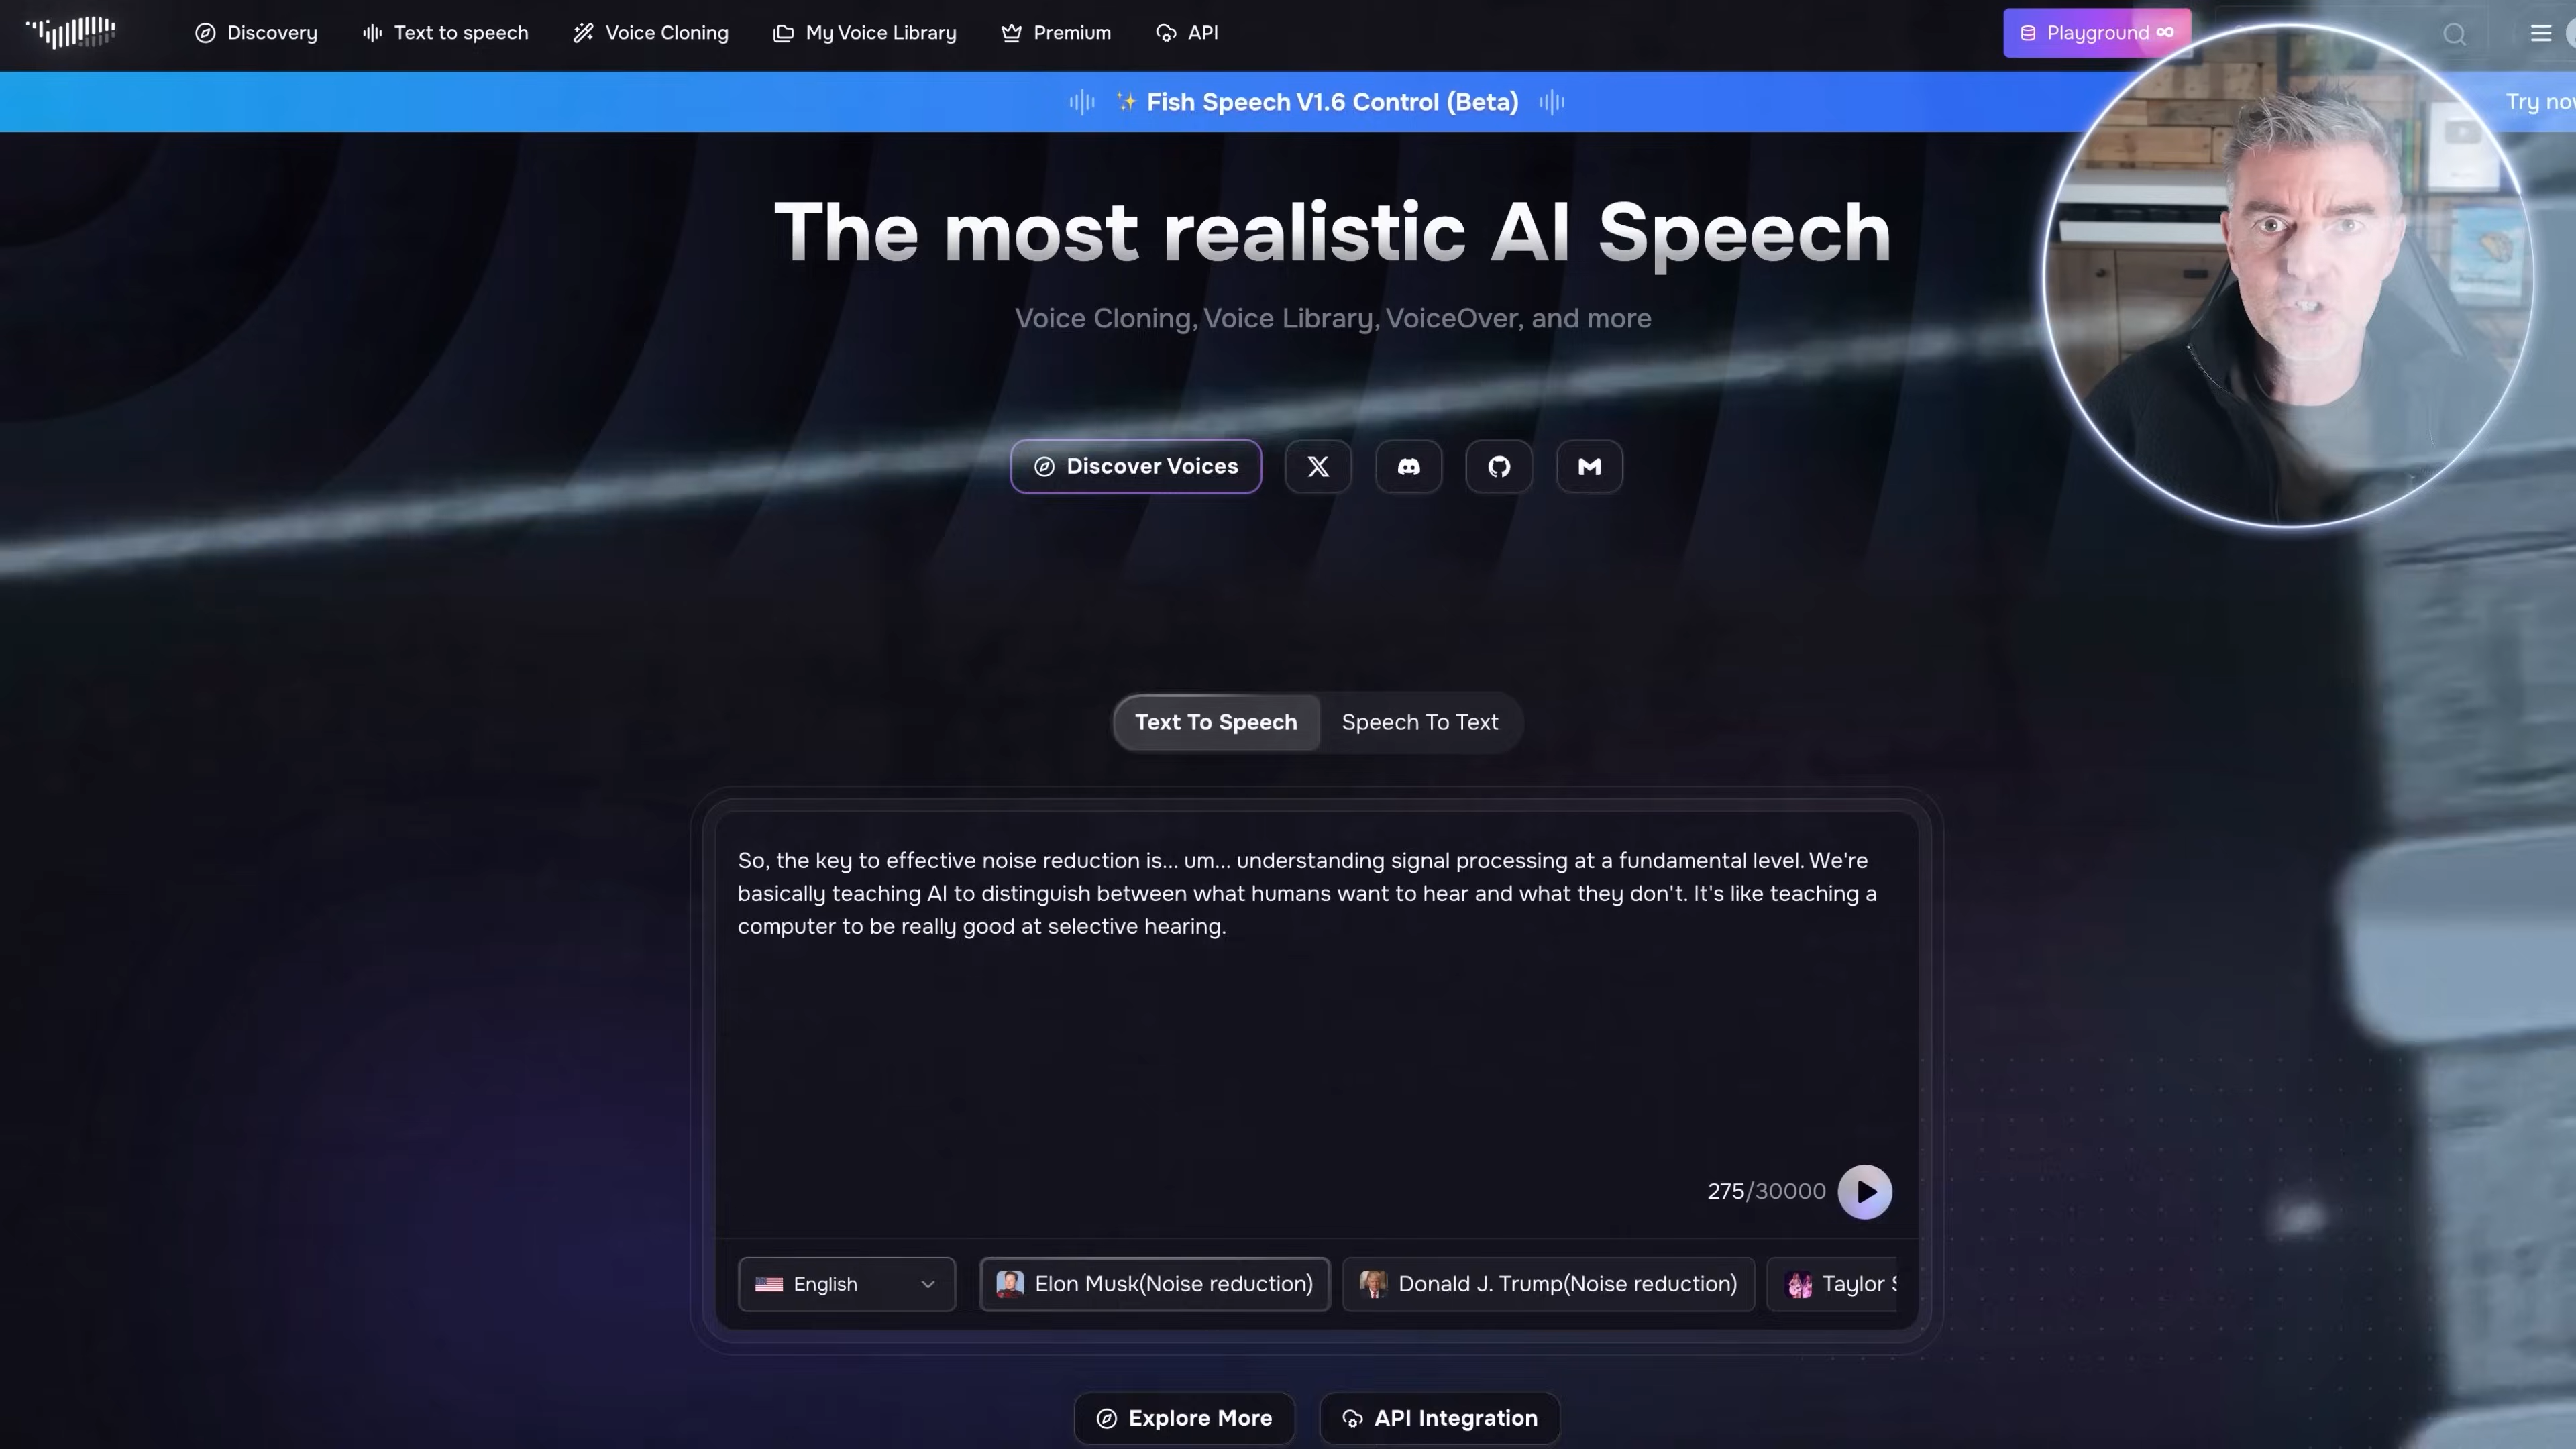 Discovery
Text to speech
Voice Cloning
My Voice Library
Premium
API
Playground
Fish Speech V1.6 Control (Beta)
The most realistic AI Speech
Voice Cloning, Voice Library, VoiceOver, and more
Discover Voices
Text To Speech
Speech To Text
So, the key to effective noise reduction is... um... understanding signal processing at a fundamental level. We're
basically teaching AI to distinguish between what humans want to hear and what they don't. It's like teaching a
computer to be really good at selective hearing.
275/30000
English
Elon Musk(Noise reduction)
Donald J. Trump(Noise reduction)
Taylor
Explore More
API Integration